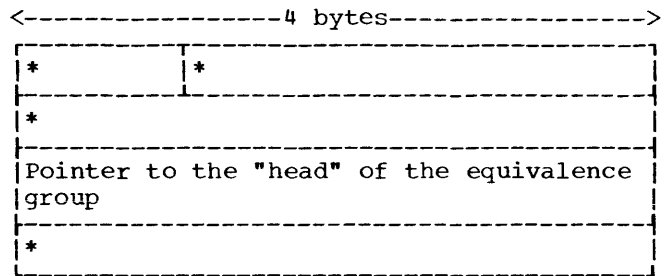 <-----------------4 bytes----------------->
* *
*
Pointer to the "head" of the equivalence
group
*